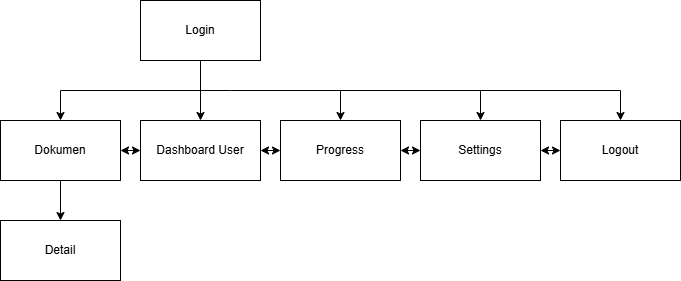 Login
Dokumen
Dashboard User
Progress
Settings
Logout
Detail